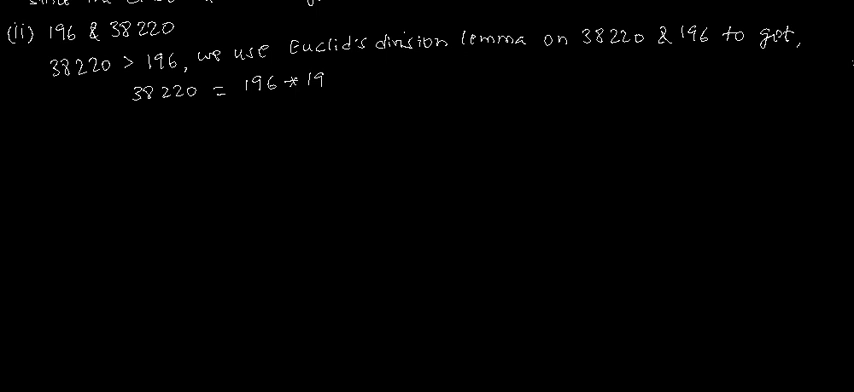 (ii) 196 & 38220
38220 > 196, we use Euclid's division lemma on 38220 & 196 to get,
38220 = 196 * 19